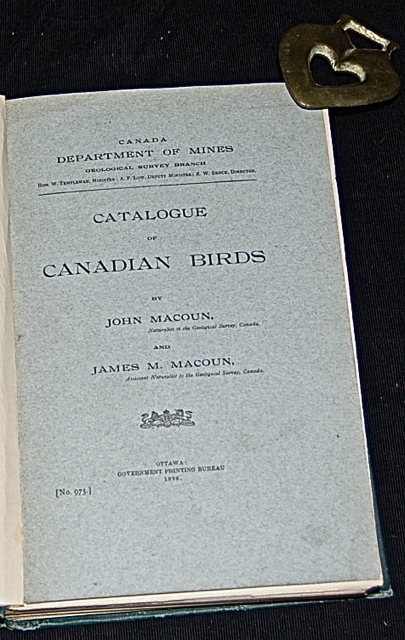 CANADA
DEPARTMENT OF MINES
GEOLOGICAL SURVEY BRANCH
HON. W. TEMPLEMAN, MINISTER; A. P. LOW, DEPUTY MINISTER; R. W. BROCK, DIRECTOR.
CATALOGUE
OF
CANADIAN BIRDS
BY
JOHN MACOUN,
Naturalist to the Geological Survey, Canada,
AND
JAMES M. MACOUN,
Assistant Naturalist to the Geological Survey, Canada.
OTTAWA:
GOVERNMENT PRINTING BUREAU
[No. 973.]